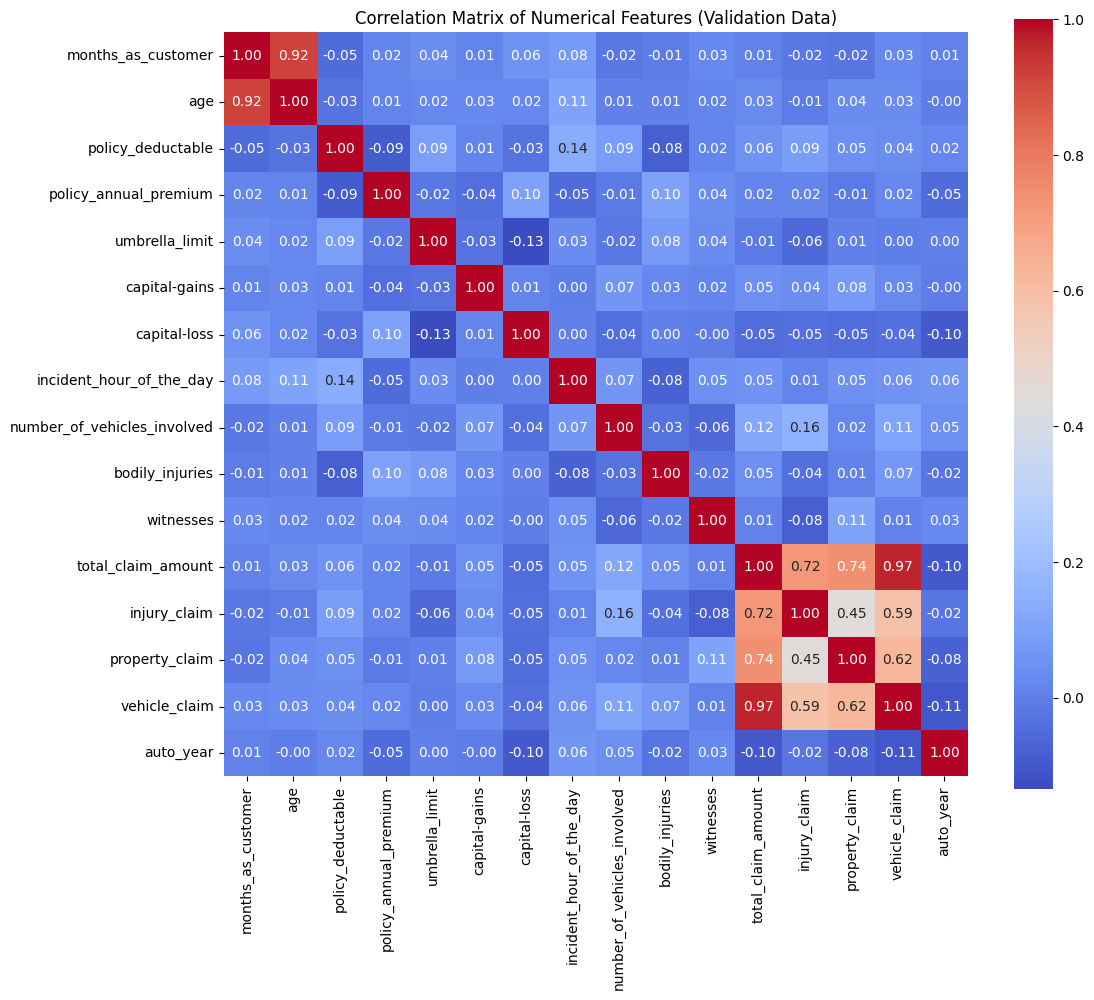 Correlation Matrix of Numerical Features (Validation Data)
months_as_customer 1.00 0.92 -0.05 0.02 0.04 0.01 0.06 0.08 -0.02 -0.01 0.03 0.01 -0.02 -0.02 0.03 0.01
age 0.92 1.00 -0.03 0.01 0.02 0.03 0.02 0.11 0.01 0.01 0.02 0.03 -0.01 0.04 0.03 -0.00
policy_deductable -0.05 -0.03 1.00 -0.09 0.09 0.01 -0.03 0.14 0.09 -0.08 0.02 0.06 0.09 0.05 0.04 0.02
policy_annual_premium 0.02 0.01 -0.09 1.00 -0.02 -0.04 0.10 -0.05 -0.01 0.10 0.04 0.02 0.02 -0.01 0.02 -0.05
umbrella_limit 0.04 0.02 0.09 -0.02 1.00 -0.03 -0.13 0.03 -0.02 0.08 0.04 -0.01 -0.06 0.01 0.00 0.00
capital-gains 0.01 0.03 0.01 -0.04 -0.03 1.00 0.01 0.00 0.07 0.03 0.02 0.05 0.04 0.08 0.03 -0.00
capital-loss 0.06 0.02 -0.03 0.10 -0.13 0.01 1.00 0.00 -0.04 0.00 -0.00 -0.05 -0.05 -0.05 -0.04 -0.10
incident_hour_of_the_day 0.08 0.11 0.14 -0.05 0.03 0.00 0.00 1.00 0.07 -0.08 0.05 0.05 0.01 0.05 0.06 0.06
number_of_vehicles_involved -0.02 0.01 0.09 -0.01 -0.02 0.07 -0.04 0.07 1.00 -0.03 -0.06 0.12 0.16 0.02 0.11 0.05
bodily_injuries -0.01 0.01 -0.08 0.10 0.08 0.03 0.00 -0.08 -0.03 1.00 -0.02 0.05 -0.04 0.01 0.07 -0.02
witnesses 0.03 0.02 0.02 0.04 0.04 0.02 -0.00 0.05 -0.06 -0.02 1.00 0.01 -0.08 0.11 0.01 0.03
total_claim_amount 0.01 0.03 0.06 0.02 -0.01 0.05 -0.05 0.05 0.12 0.05 0.01 1.00 0.72 0.74 0.97 -0.10
injury_claim -0.02 -0.01 0.09 0.02 -0.06 0.04 -0.05 0.01 0.16 -0.04 -0.08 0.72 1.00 0.45 0.59 -0.02
property_claim -0.02 0.04 0.05 -0.01 0.01 0.08 -0.05 0.05 0.02 0.01 0.11 0.74 0.45 1.00 0.62 -0.08
vehicle_claim 0.03 0.03 0.04 0.02 0.00 0.03 -0.04 0.06 0.11 0.07 0.01 0.97 0.59 0.62 1.00 -0.11
auto_year 0.01 -0.00 0.02 -0.05 0.00 -0.00 -0.10 0.06 0.05 -0.02 0.03 -0.10 -0.02 -0.08 -0.11 1.00
months_as_customer
age
policy_deductable
policy_annual_premium
umbrella_limit
capital-gains
capital-loss
incident_hour_of_the_day
number_of_vehicles_involved
bodily_injuries
witnesses
total_claim_amount
injury_claim
property_claim
vehicle_claim
auto_year
1.0
0.8
0.6
0.4
0.2
0.0